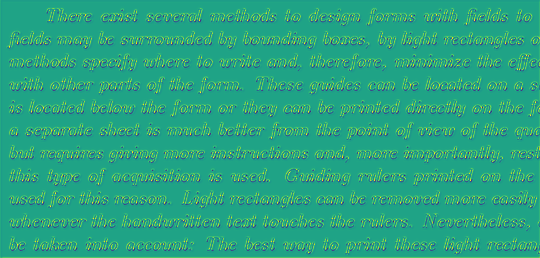 There exist several methods to design forms with fields to
fields may be surrounded by bounding boxes, by light rectangles o
methods specify where to write and, therefore, minimize the effec
with other parts of the form. These guides can be located on a s
is located below the form or they can be printed directly on the f
a separate sheet is much better from the point of view of the qua
but requires giving more instructions and, more importantly, rest
this type of acquisition is used. Guiding rulers printed on the
used for this reason. Light rectangles can be removed more easily
whenever the handwritten text touches the rulers. Nevertheless,
be taken into account: The best way to print these light rectan